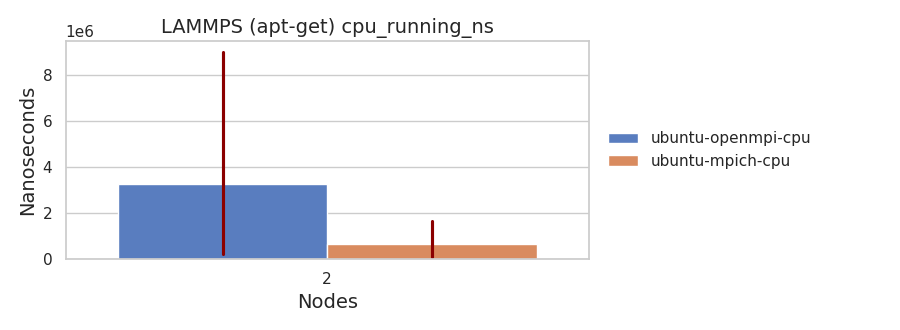 LAMMPS (apt-get) cpu_running_ns
1e6
8
6
4
2
0
Nanoseconds
2
Nodes
ubuntu-openmpi-cpu
ubuntu-mpich-cpu